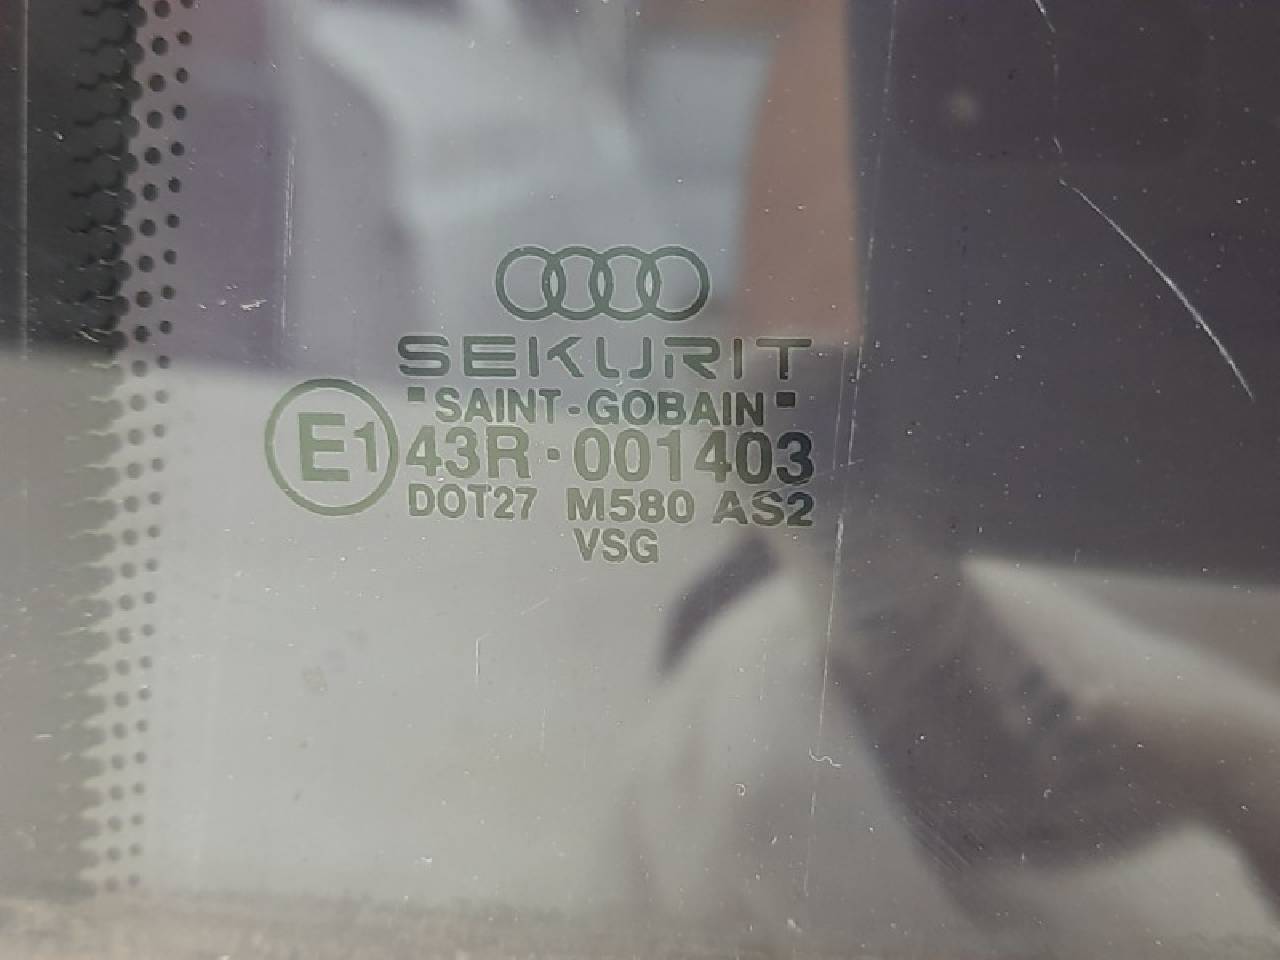 SEKURIT
"SAINT-GOBAIN"
E1 43R·001403
DOT27 M580 AS2
VSG